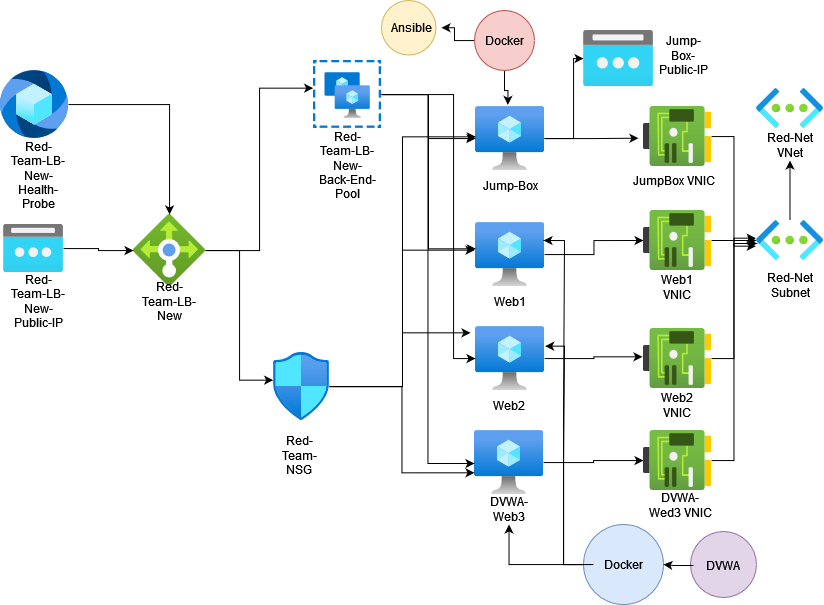 Ansible
Docker
Jump-
Box-
Public-IP
Red-
Team-LB-
New-
Health-
Probe
Red-
Team-LB-
New-
Back-End-
Pool
Jump-Box
JumpBox VNIC
Red-Net
VNet
Red-
Team-LB-
New-
Public-IP
Red-
Team-LB-
New
Web1
Web1
VNIC
Red-Net
Subnet
Web2
Web2
VNIC
Red-
Team-
NSG
DVWA-
Web3
DVWA-
Wed3 VNIC
Docker
DVWA